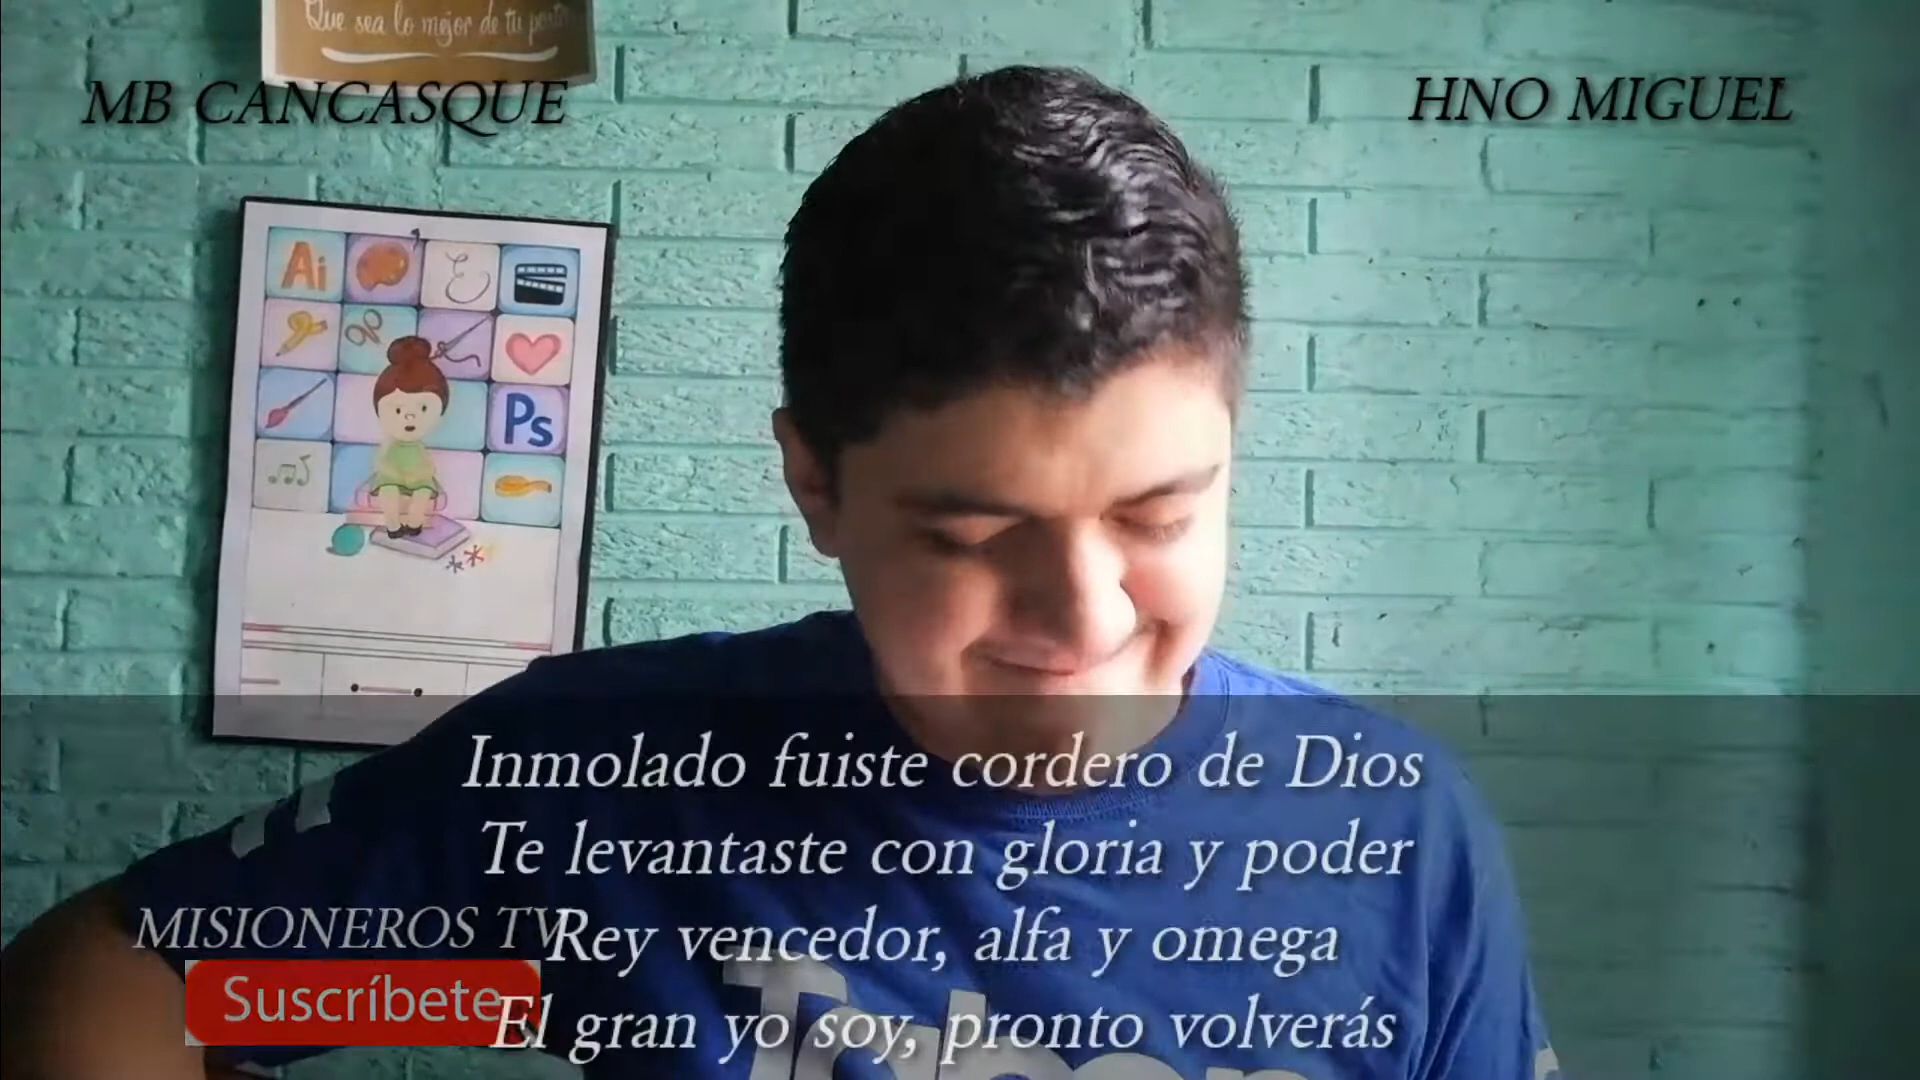 Que sea lo mejor de tu
MB CANCASQUE
HNO MIGUEL
Ai
Ps
Inmolado fuiste cordero de Dios
Te levantaste con gloria y poder
MISIONEROS TV
Rey vencedor, alfa y omega
Suscríbete
El gran yo soy, pronto volverás